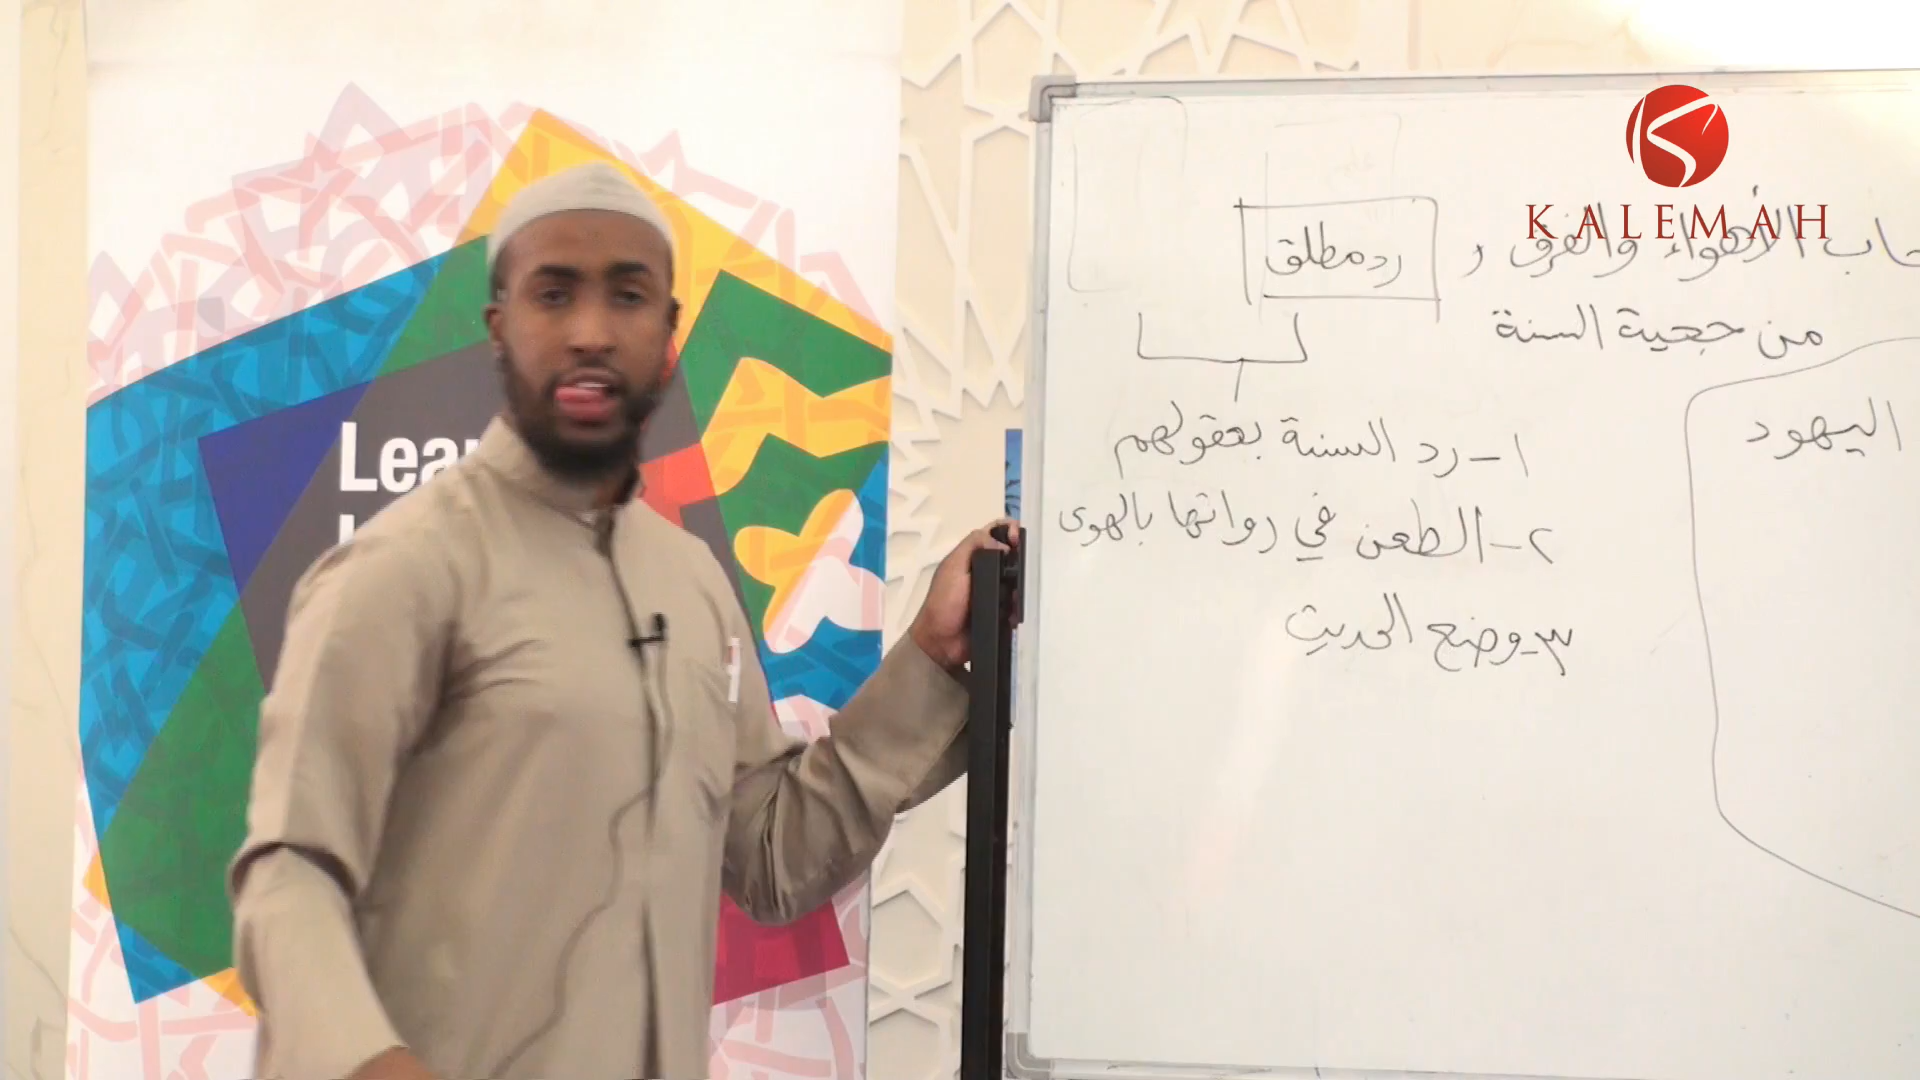 KALEMAH
الأهواء والفرق و
رد مطلق
من حجية السنة
اليهود
١- رد السنة بعقولهم
٢- الطعن في رواتها بالهوى
٣- وضع الحديث
Lea